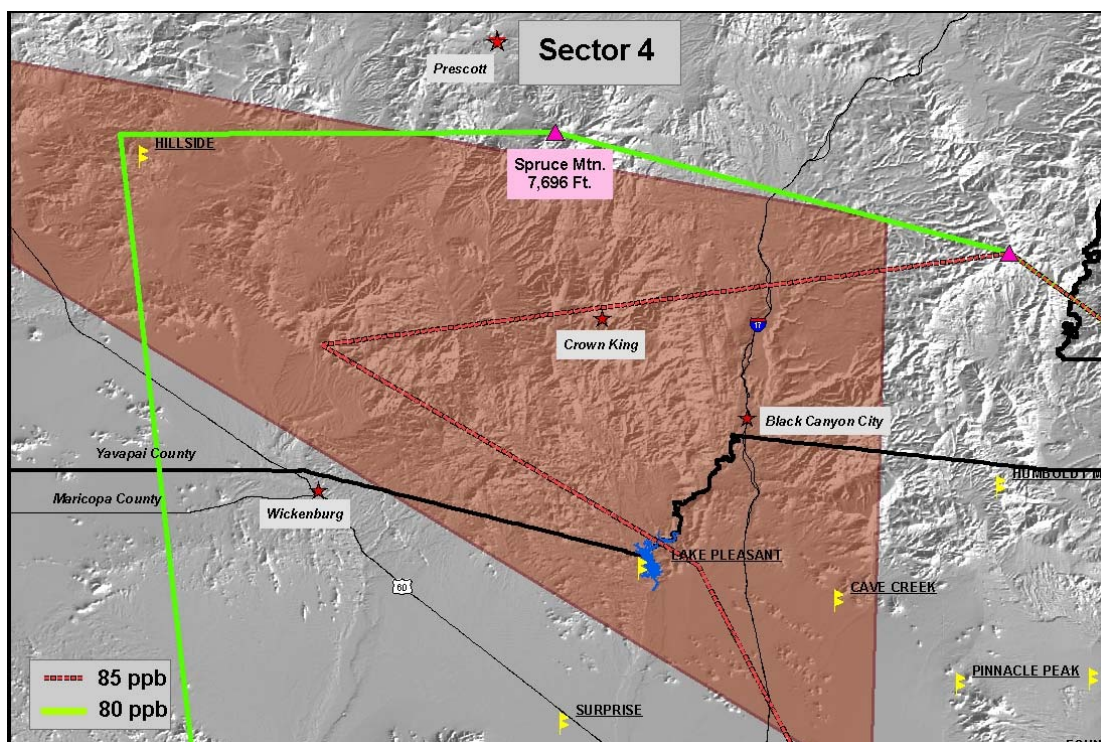 Sector 4
Prescott
HILLSIDE
Spruce Mtn.
7,696 Ft.
Crown King
17
Black Canyon City
Yavapai County
Maricopa County
Wickenburg
HUMBOLDT M
LAKE PLEASANT
60
CAVE CREEK
PINNACLE PEAK
85 ppb
80 ppb
SURPRISE